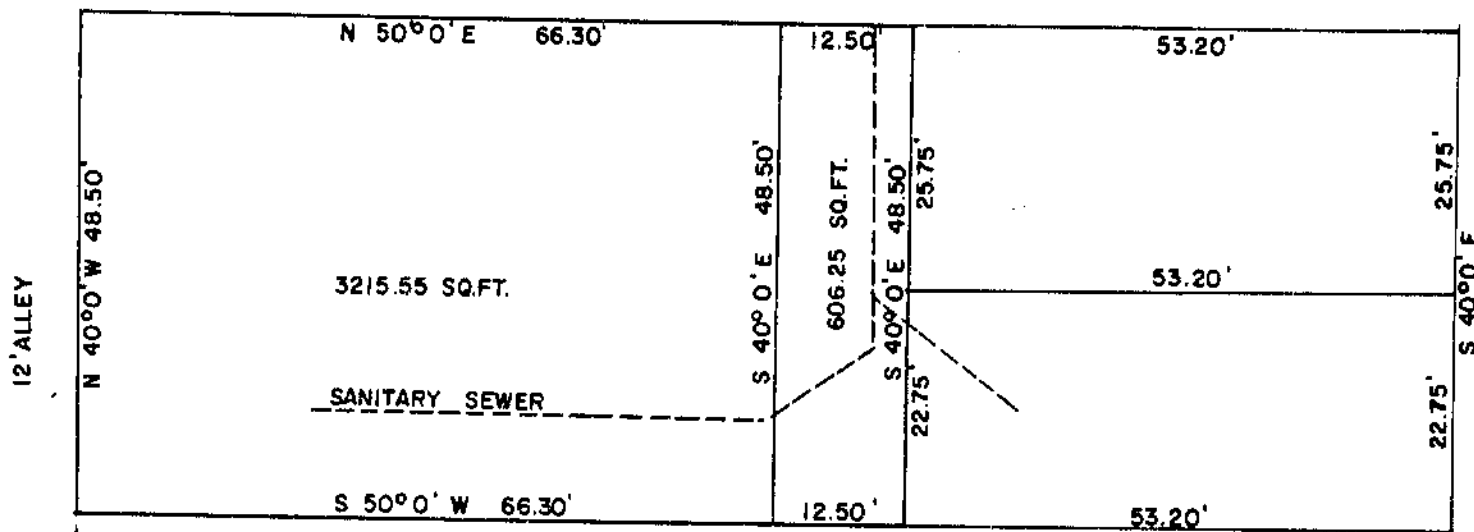 N 50°0' E 66.30'
12.50'
53.20'
12' ALLEY
N 40°0' W 48.50'
3215.55 SQ.FT.
S 40°0' E 48.50'
606.25 SQ.FT.
S 40°0' E 48.50'
25.75'
25.75'
53.20'
S 40°0' E
SANITARY SEWER
22.75'
22.75'
S 50°0' W 66.30'
12.50'
53.20'